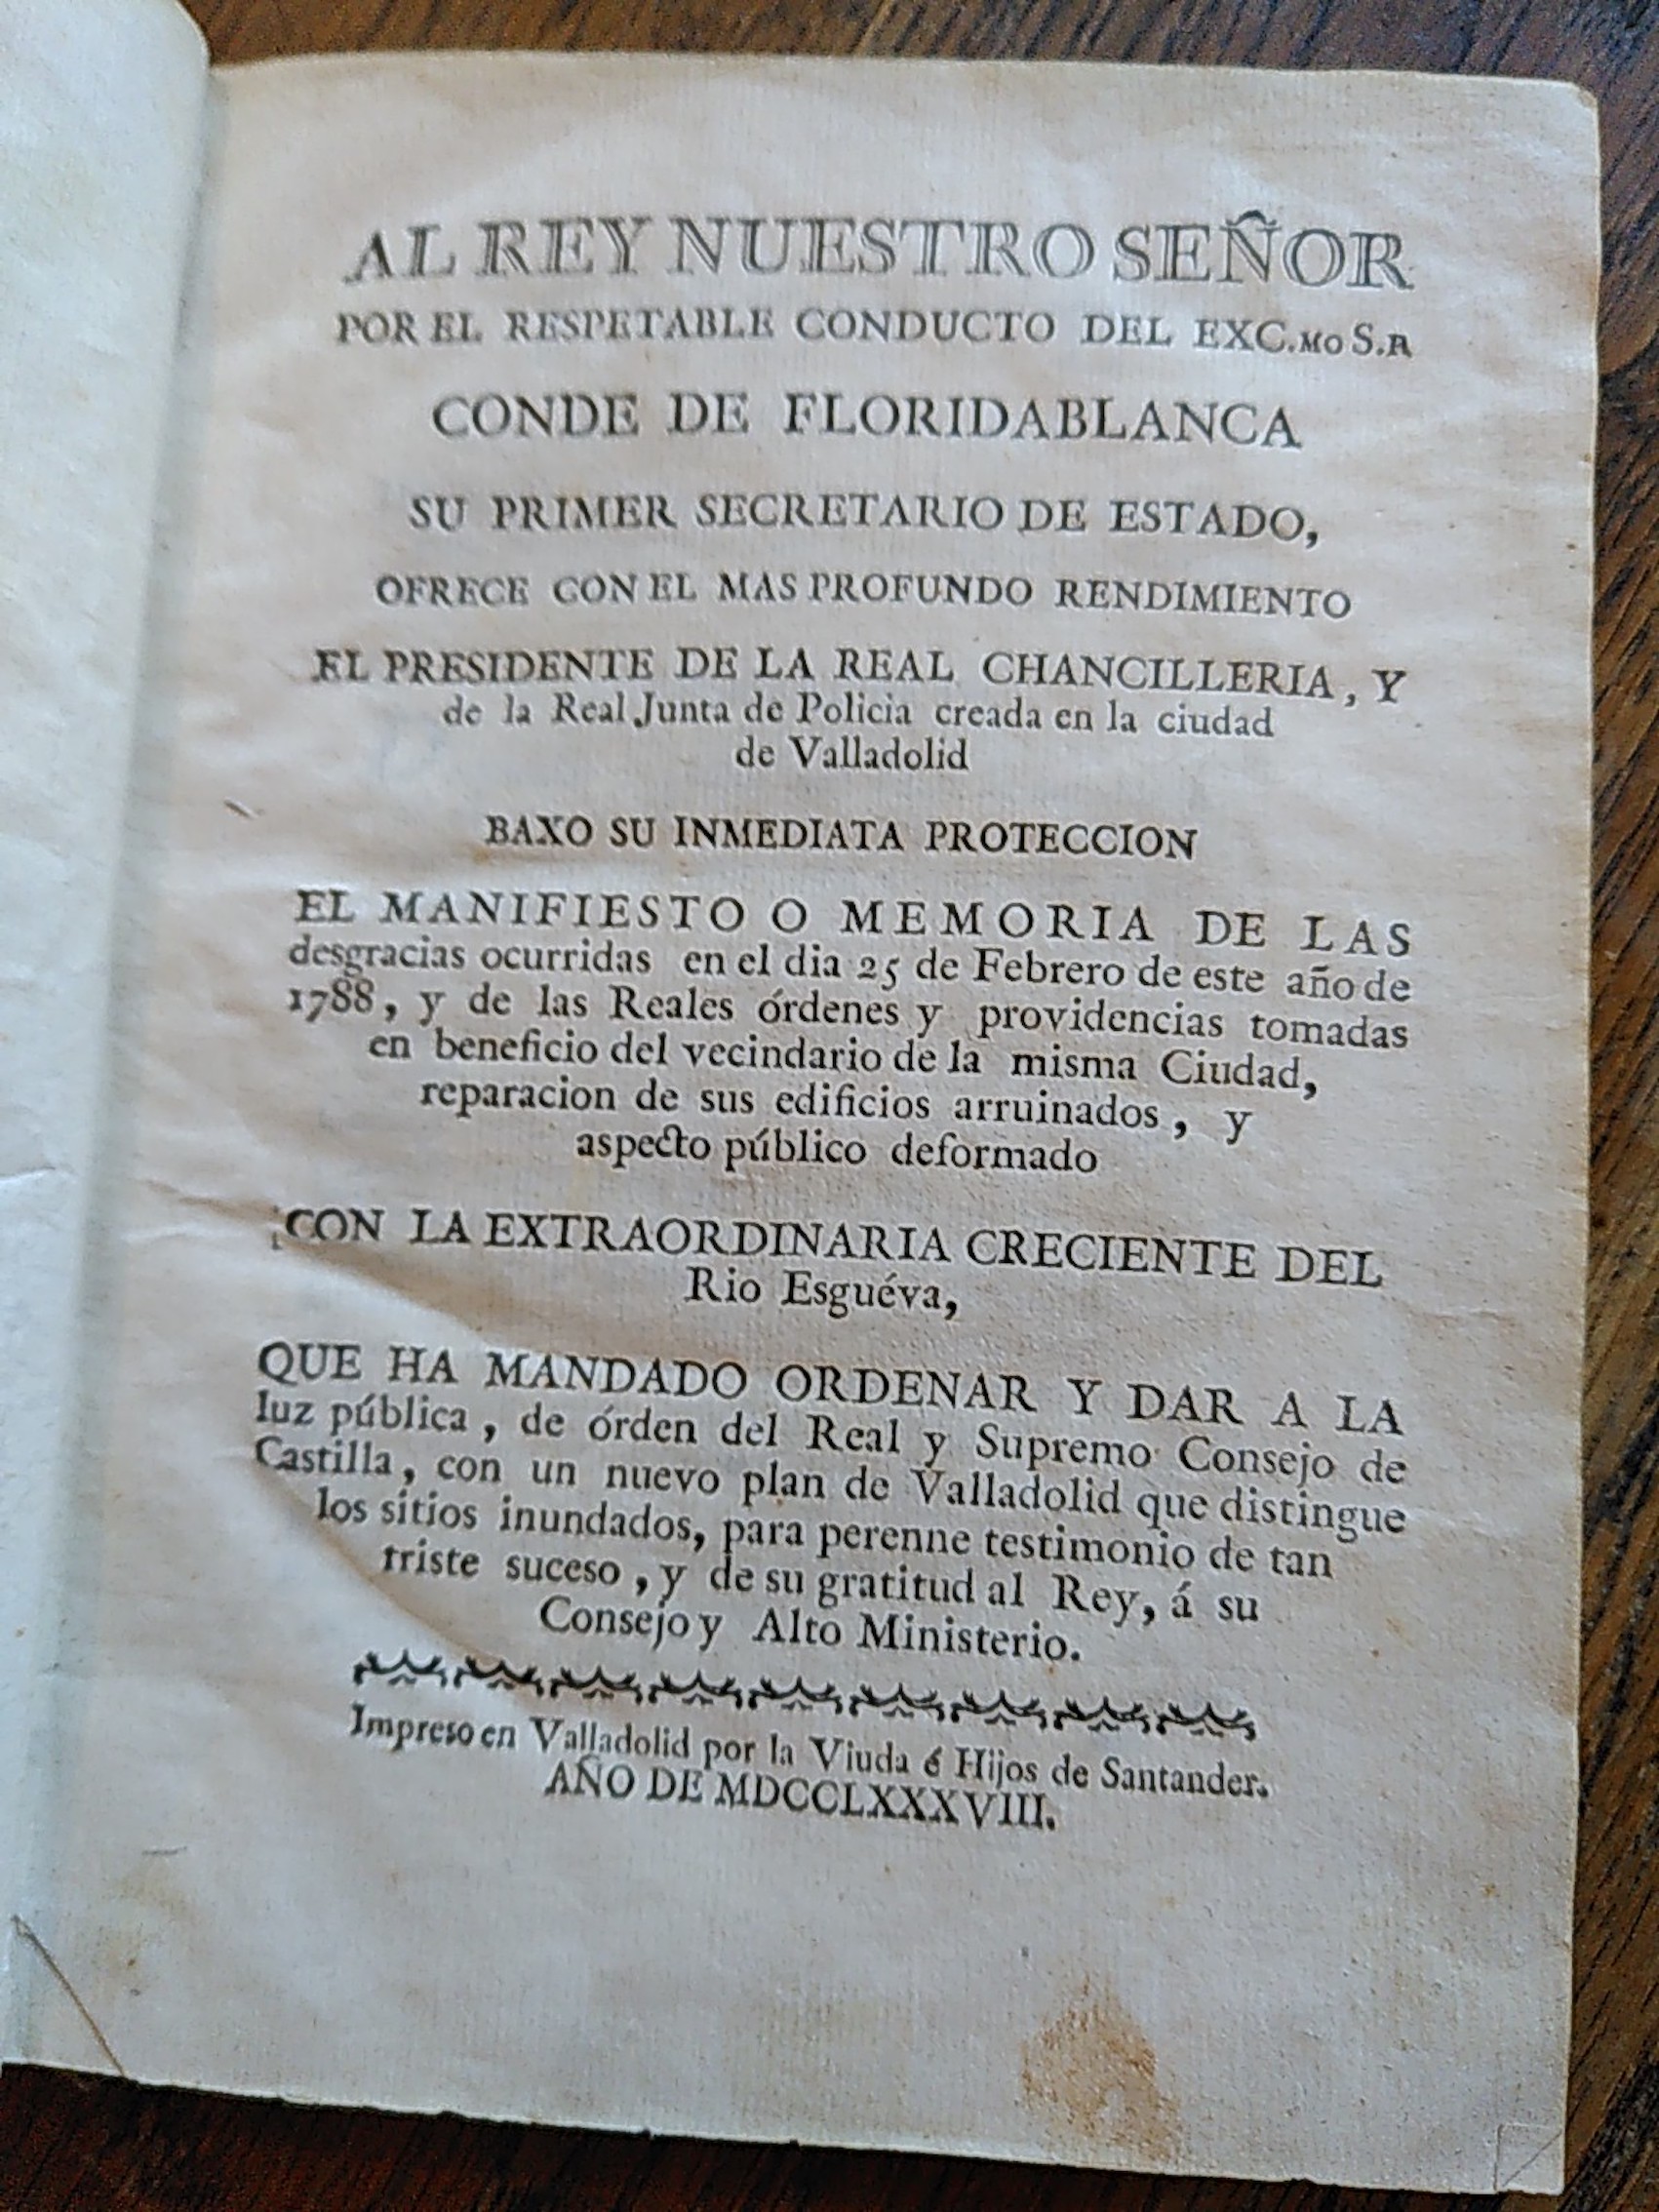 AL REY NUESTRO SEÑOR
POR EL RESPETABLE CONDUCTO DEL EXC.MO S.R
CONDE DE FLORIDABLANCA
SU PRIMER SECRETARIO DE ESTADO,
OFRECE CON EL MAS PROFUNDO RENDIMIENTO
EL PRESIDENTE DE LA REAL CHANCILLERIA, Y
de la Real Junta de Policia creada en la ciudad
de Valladolid
BAXO SU INMEDIATA PROTECCION
EL MANIFIESTO O MEMORIA DE LAS
desgracias ocurridas en el dia 25 de Febrero de este año de
1788, y de las Reales órdenes y providencias tomadas
en beneficio del vecindario de la misma Ciudad,
reparacion de sus edificios arruinados, y
aspecto público deformado
CON LA EXTRAORDINARIA CRECIENTE DEL
Rio Esguéva,
QUE HA MANDADO ORDENAR Y DAR A LA
luz pública, de órden del Real y Supremo Consejo de
Castilla, con un nuevo plan de Valladolid que distingue
los sitios inundados, para perenne testimonio de tan
triste suceso, y de su gratitud al Rey, á su
Consejo y Alto Ministerio.
Impreso en Valladolid por la Viuda é Hijos de Santander.
AÑO DE MDCCLXXXVIII.